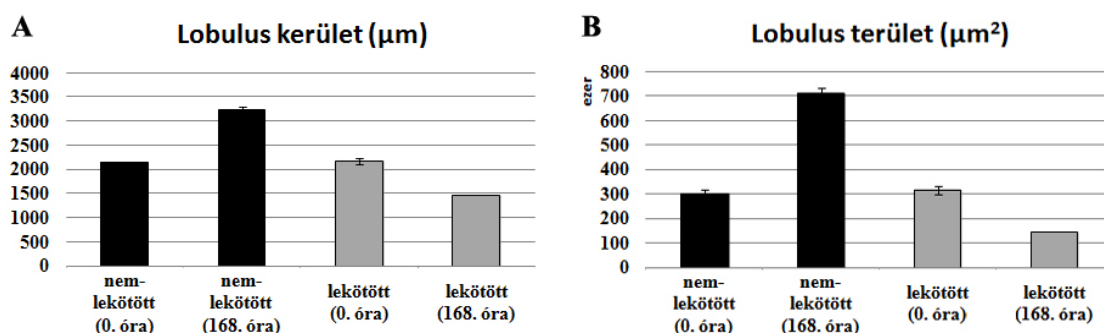 A
Lobulus kerület (µm)
4000
3500
3000
2500
2000
1500
1000
500
0
nem-
lekötött
(0. óra)
nem-
lekötött
(168. óra)
lekötött
(0. óra)
lekötött
(168. óra)
B
Lobulus terület (µm²)
ezer
800
700
600
500
400
300
200
100
0
nem-
lekötött
(0. óra)
nem-
lekötött
(168. óra)
lekötött
(0. óra)
lekötött
(168. óra)